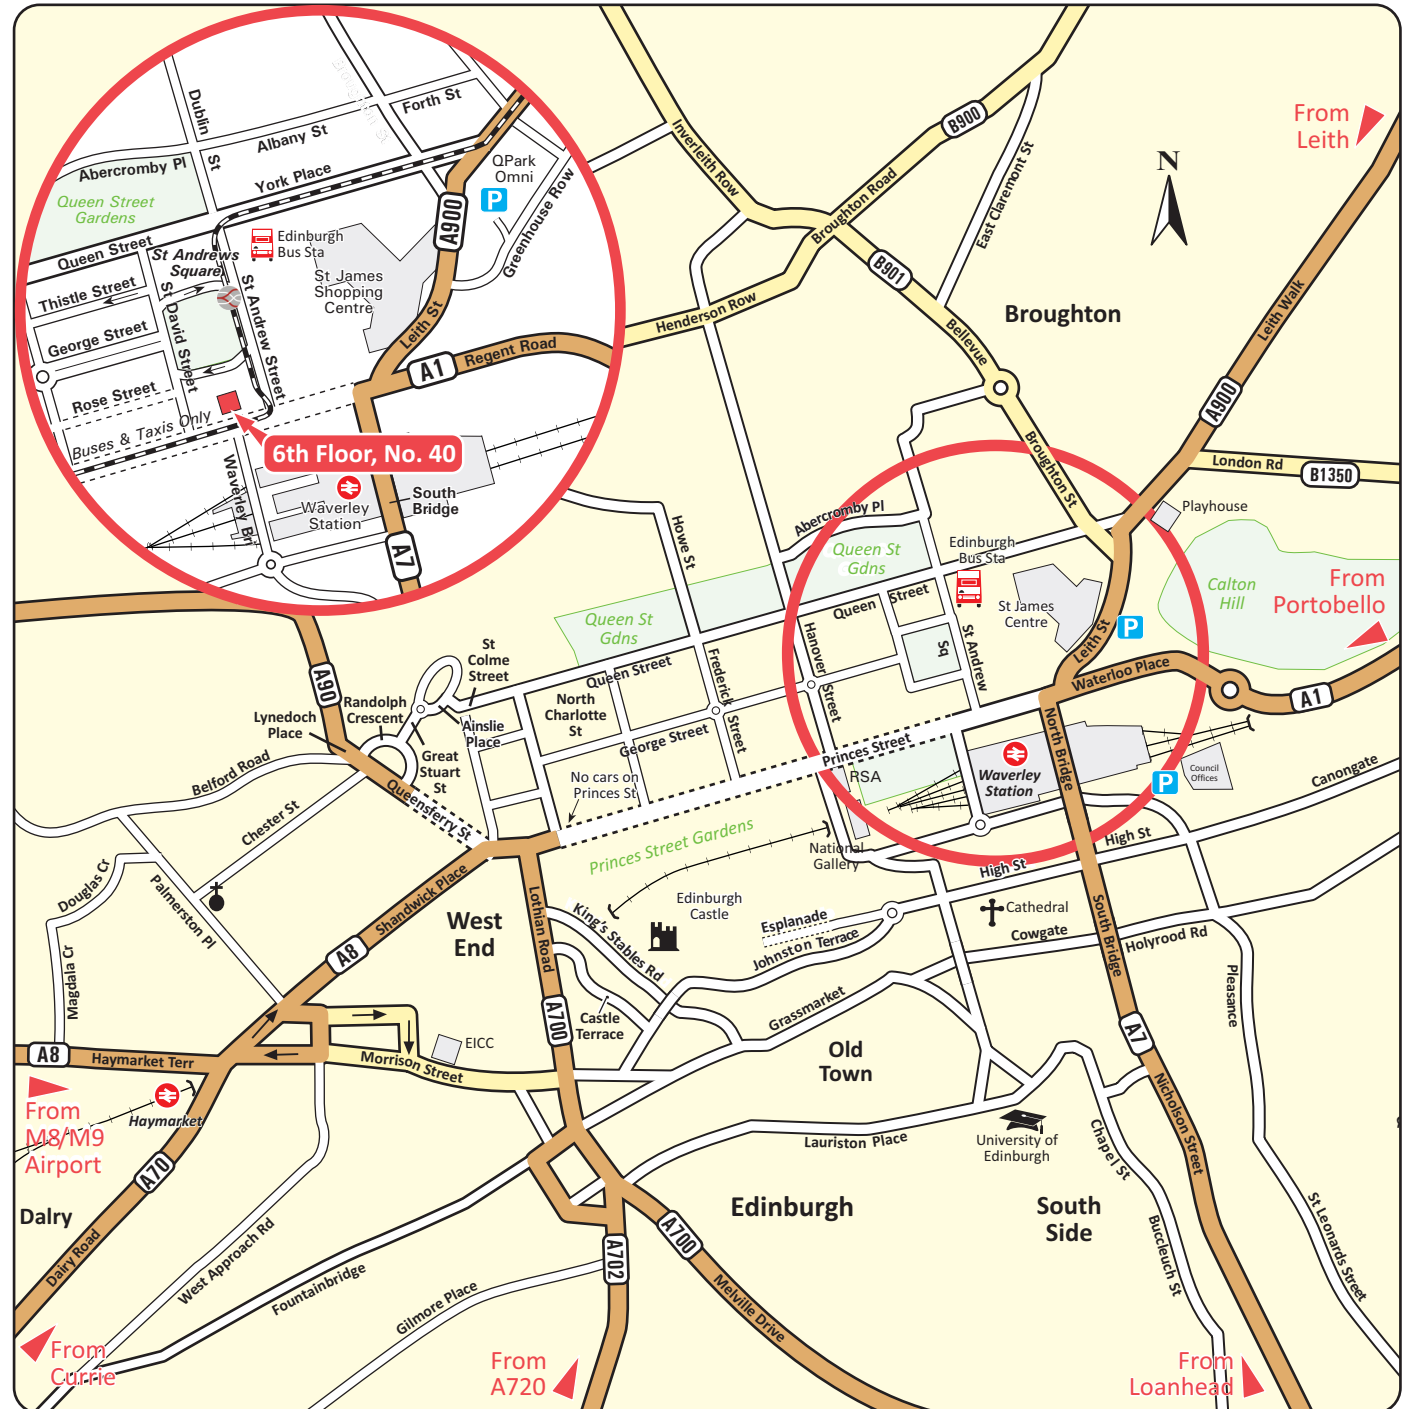 Dublin
St
Broughton St
Forth St
Albany St
Abercromby Pl
York Place
Queen Street
Gardens
QPark
Omni
P
Greenhouse Row
A900
Edinburgh
Bus Sta
Queen Street
St Andrews
Square
St James
Shopping
Centre
Thistle Street
St David Street
St Andrew Street
George Street
Leith St
A1
Regent Road
Rose Street
Buses & Taxis Only
6th Floor, No. 40
Waverley Bri
Waverley
Station
South
Bridge
A7
Inverleith Row
B900
From
Leith
N
Broughton Road
East Claremont St
B901
Henderson Row
Bellevue
Broughton
Leith Walk
A900
Broughton St
London Rd
B1350
Playhouse
Howe St
Abercromby Pl
Queen St
Gdns
Edinburgh
Bus Sta
Calton
Hill
From
Portobello
Queen Street
St James
Centre
P
Queen St
Gdns
Hanover
Street
Sq
St Andrew
Leith St
St
Colme
Street
Queen Street
Frederick
Street
Waterloo Place
A1
A90
Randolph
Crescent
Lynedoch
Place
Ainslie
Place
North
Charlotte
St
George Street
Princes Street
North Bridge
Great
Stuart
St
No cars on
Princes St
RSA
Waverley
Station
Council
Offices
P
Canongate
Belford Road
Chester St
Queensferry St
Princes Street Gardens
National
Gallery
High St
High St
Douglas Cr
Palmerston Pl
Shandwick Place
West
End
Lothian Road
King's Stables Rd
Edinburgh
Castle
Esplanade
Johnston Terrace
Cathedral
Cowgate
South Bridge
Holyrood Rd
Pleasance
A8
Magdala Cr
Castle
Terrace
Grassmarket
A700
EICC
Old
Town
A7
A8
Haymarket Terr
Morrison Street
From
M8/M9
Airport
Haymarket
Nicholson Street
Lauriston Place
University of
Edinburgh
Chapel St
A70
Dalry
Edinburgh
South
Side
St Leonards Street
Dairy Road
West Approach Rd
Fountainbridge
Gilmore Place
A702
A700
Melville Drive
Buccleuch St
From
Currie
From
A720
From
Loanhead